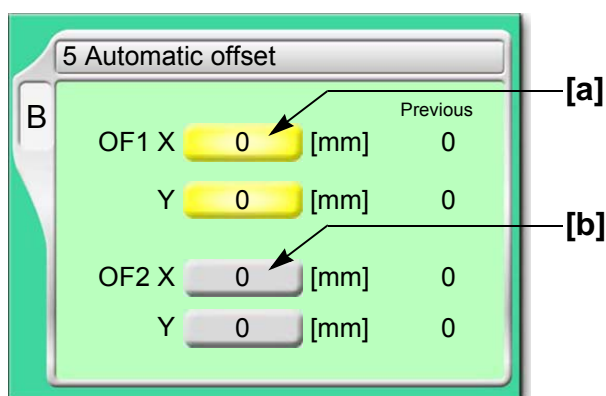 5 Automatic offset
[a]
B
Previous
OF1 X 0 [mm] 0
Y 0 [mm] 0
[b]
OF2 X 0 [mm] 0
Y 0 [mm] 0